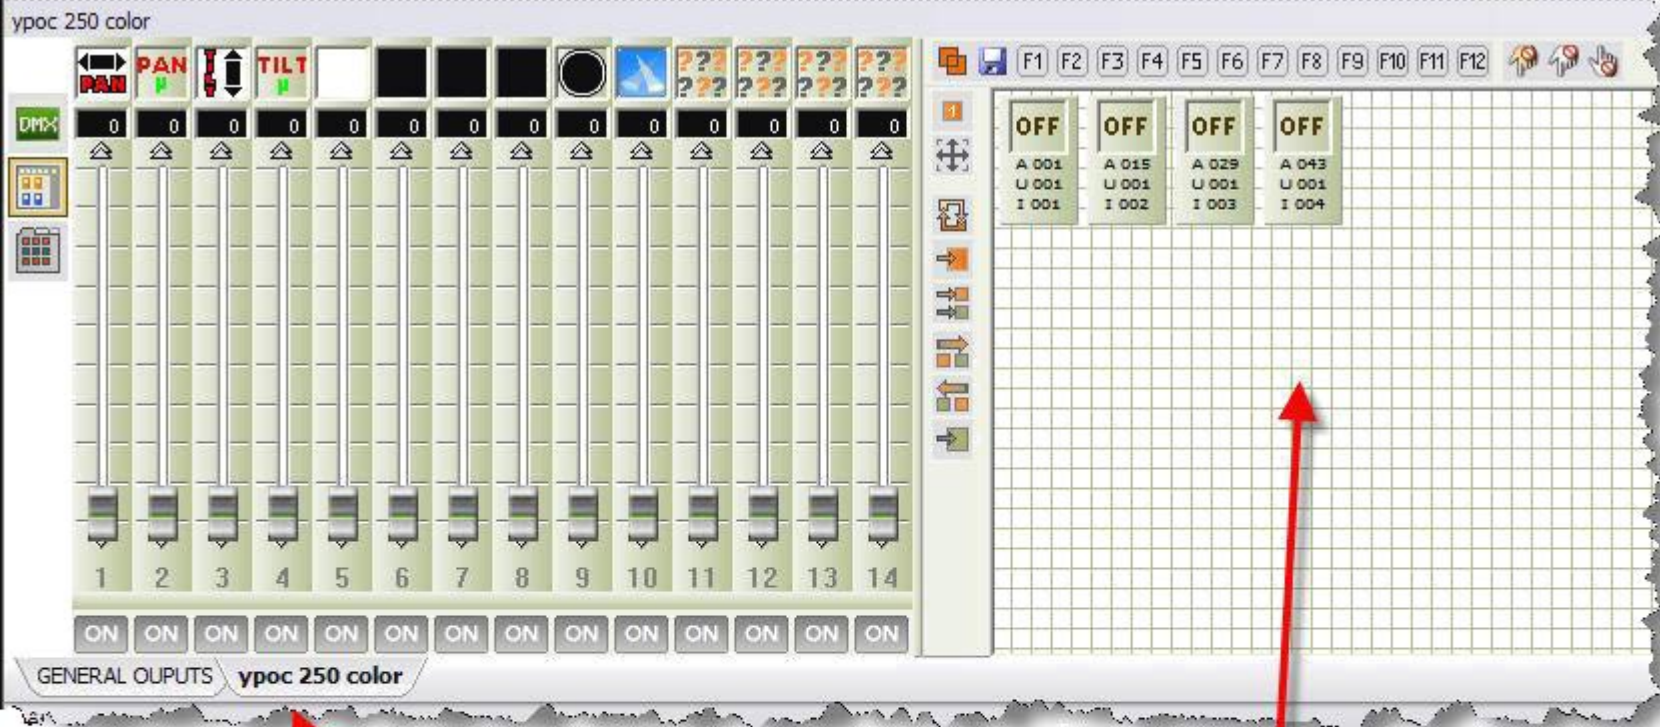 ypoc 250 color
PAN PAN µ TILT µ ??? ??? ??? ??? ??? ??? ??? ???
F1 F2 F3 F4 F5 F6 F7 F8 F9 F10 F11 F12
DMX 0 0 0 0 0 0 0 0 0 0 0 0 0 0
1
OFF OFF OFF OFF
A 001 A 015 A 029 A 043
U 001 U 001 U 001 U 001
I 001 I 002 I 003 I 004
1 2 3 4 5 6 7 8 9 10 11 12 13 14
ON ON ON ON ON ON ON ON ON ON ON ON ON ON
GENERAL OUPUTS ypoc 250 color